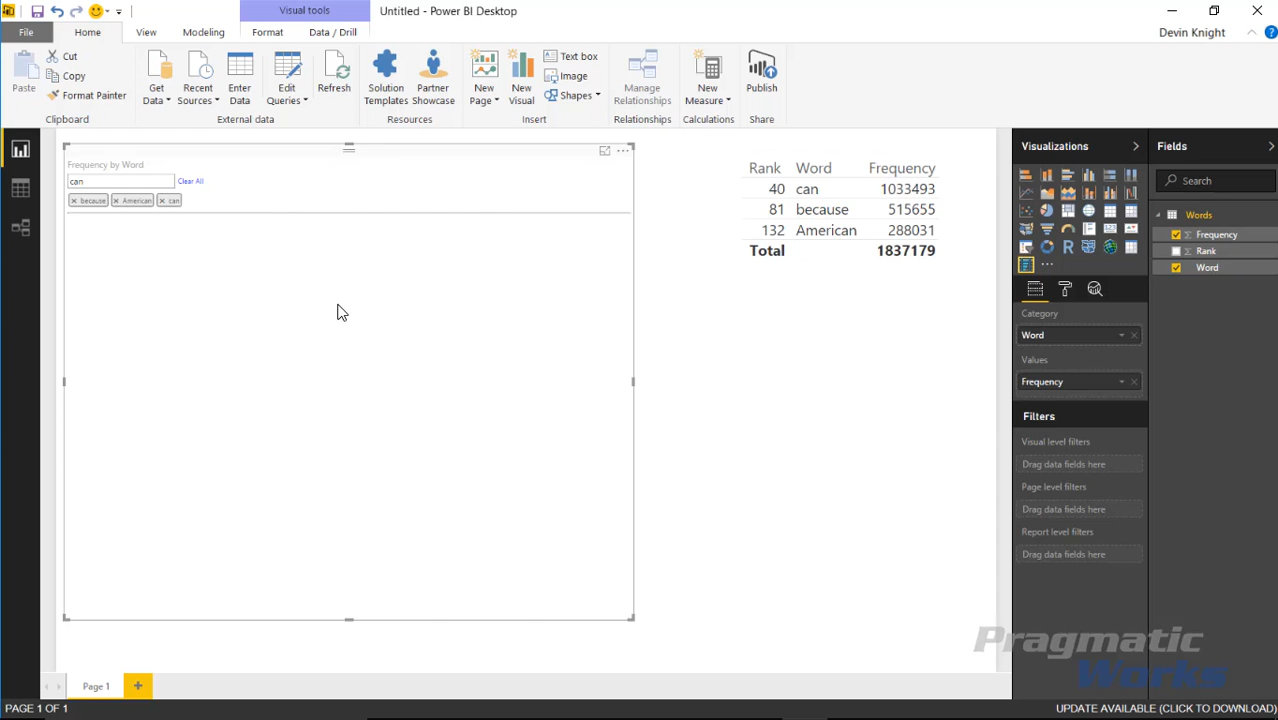 Visual tools
Untitled - Power BI Desktop
File
Home
View
Modeling
Format
Data / Drill
Devin Knight
Paste
Cut
Copy
Format Painter
Get Data
Recent Sources
Enter Data
Edit Queries
Refresh
Solution Templates
Partner Showcase
New Page
New Visual
Text box
Image
Shapes
Manage Relationships
New Measure
Publish
Clipboard
External data
Resources
Insert
Relationships
Calculations
Share
Frequency by Word
can
Clear All
because
American
can
Rank Word Frequency
40 can 1033493
81 because 515655
132 American 288031
Total 1837179
Visualizations
R
Category
Word
Values
Frequency
Filters
Visual level filters
Drag data fields here
Page level filters
Drag data fields here
Report level filters
Drag data fields here
Fields
Search
Words
Σ Frequency
Σ Rank
Word
Pragmatic
Works
Page 1
PAGE 1 OF 1
UPDATE AVAILABLE (CLICK TO DOWNLOAD)